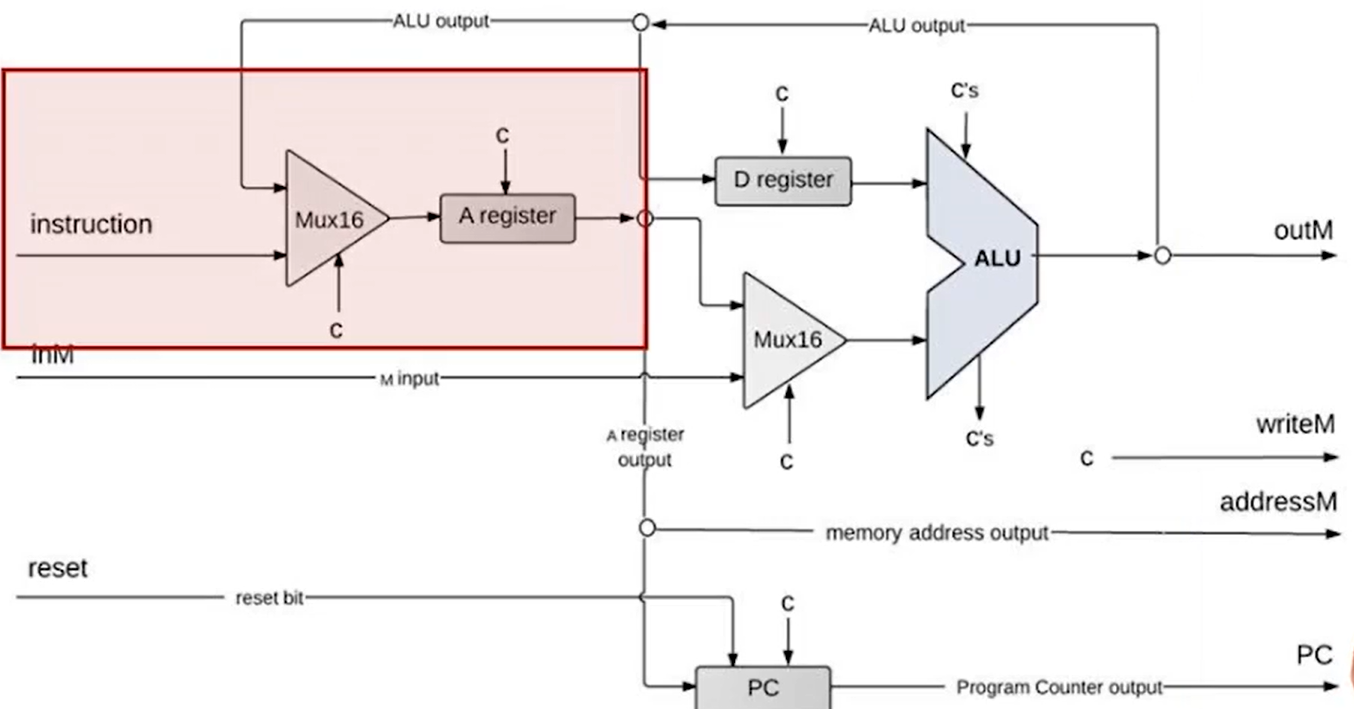 ALU output
ALU output
C
C's
C
D register
instruction
Mux16
A register
outM
ALU
C
Mux16
inM
M input
writeM
A register
output
C's
C
C
addressM
memory address output
reset
reset bit
C
PC
PC
Program Counter output